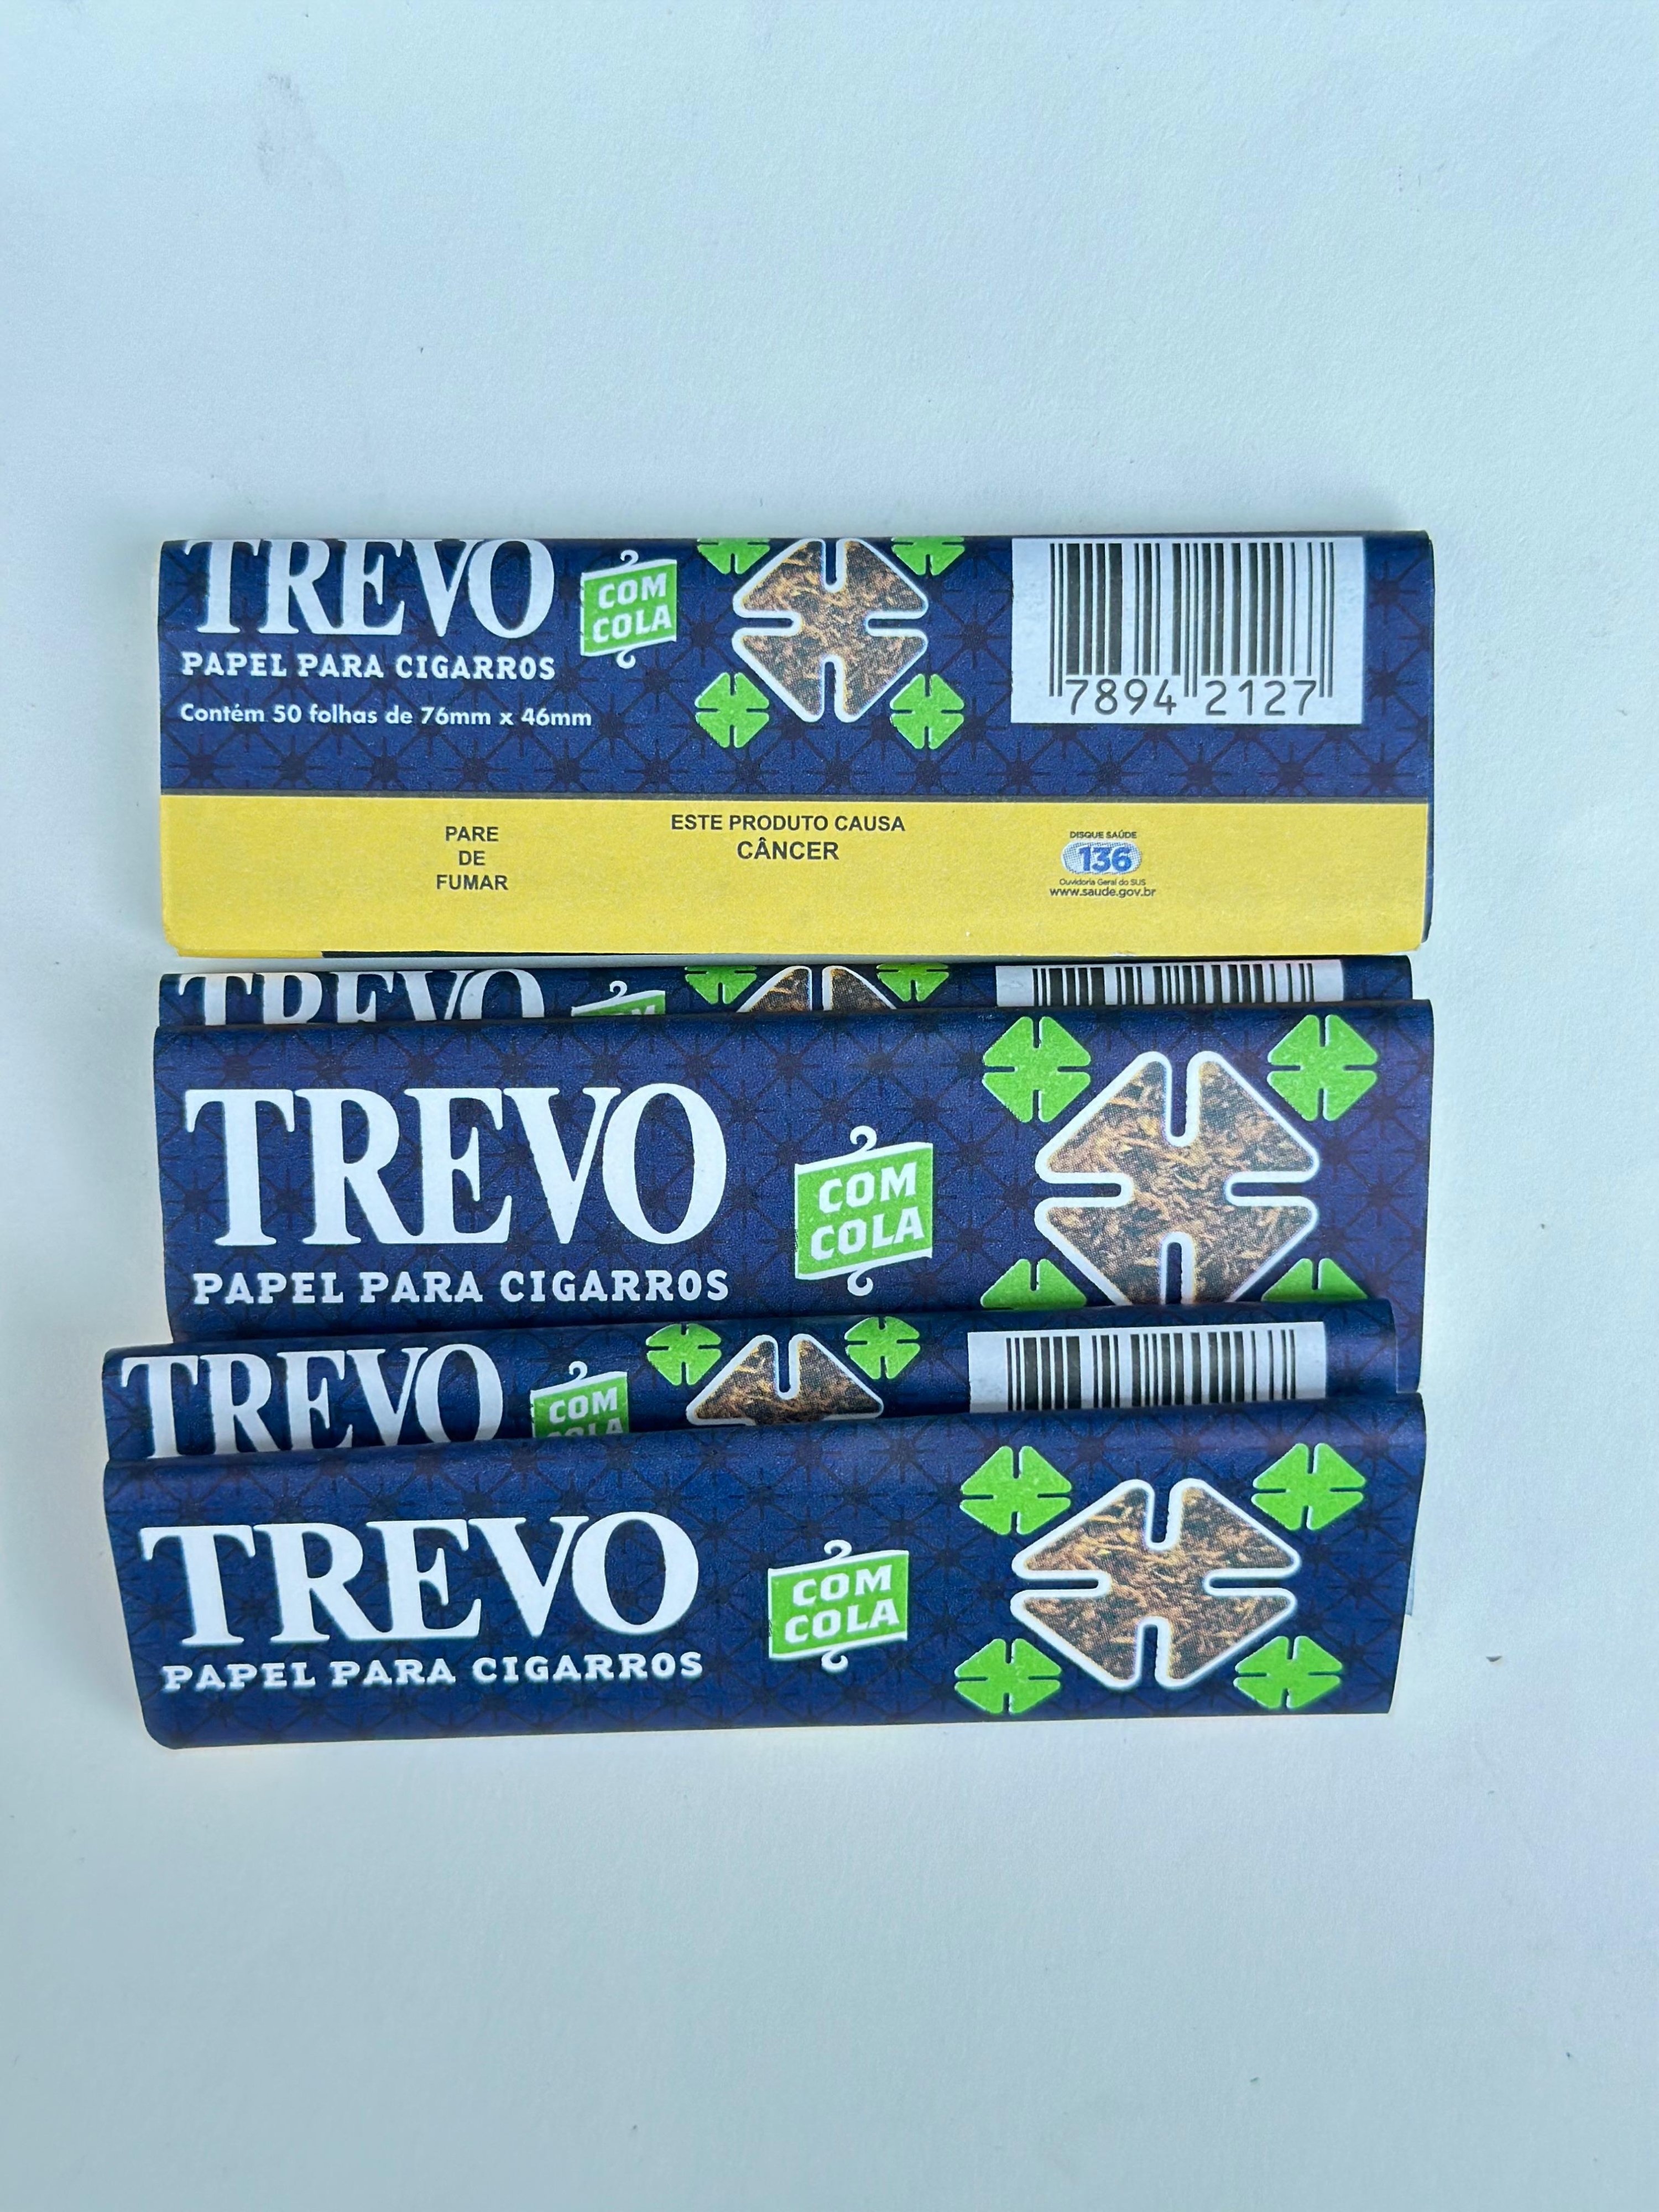 TREVO
COM
COLA
PAPEL PARA CIGARROS
Contém 50 folhas de 76mm x 46mm
7894 2127
PARE
DE
FUMAR
ESTE PRODUTO CAUSA
CÂNCER
DISQUE SAÚDE
136
Ouvidoria Geral do SUS
www.saude.gov.br
TREVO
TREVO
COM
COLA
PAPEL PARA CIGARROS
TREVO
COM
COLA
TREVO
COM
COLA
PAPEL PARA CIGARROS